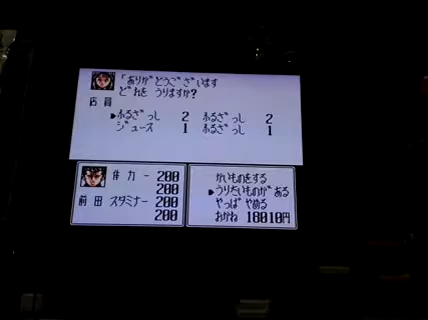 「ありがとうございます
どれを うりますか?
店員
▶ふるざっし 2 ふるざっし 2
ジュース 1 ふるざっし 1
体力ー 200
200
前田 スタミナー 200
200
かいものをする
▶うりたいものが ある
やっぱ やめる
おかね 18010円